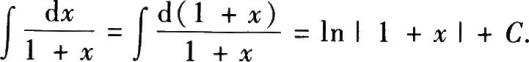 ∫ dx/(1 + x) = ∫ d(1 + x)/(1 + x) = ln | 1 + x | + C.